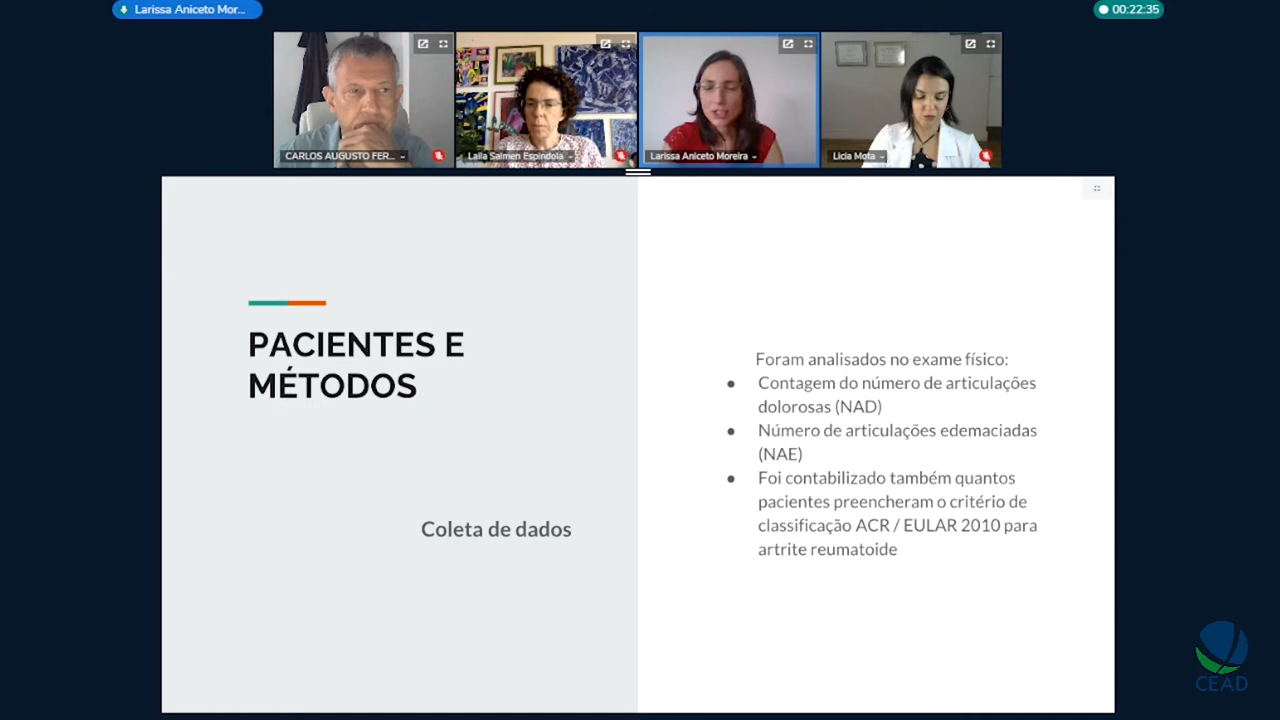 Larissa Aniceto Mor...
00:22:35
CARLOS AUGUSTO FER...
Laila Salmen Espindola
Larissa Aniceto Moreira
Licia Mota
PACIENTES E
MÉTODOS
Coleta de dados
Foram analisados no exame físico:
● Contagem do número de articulações
dolorosas (NAD)
● Número de articulações edemaciadas
(NAE)
● Foi contabilizado também quantos
pacientes preencheram o critério de
classificação ACR / EULAR 2010 para
artrite reumatoide
CEAD